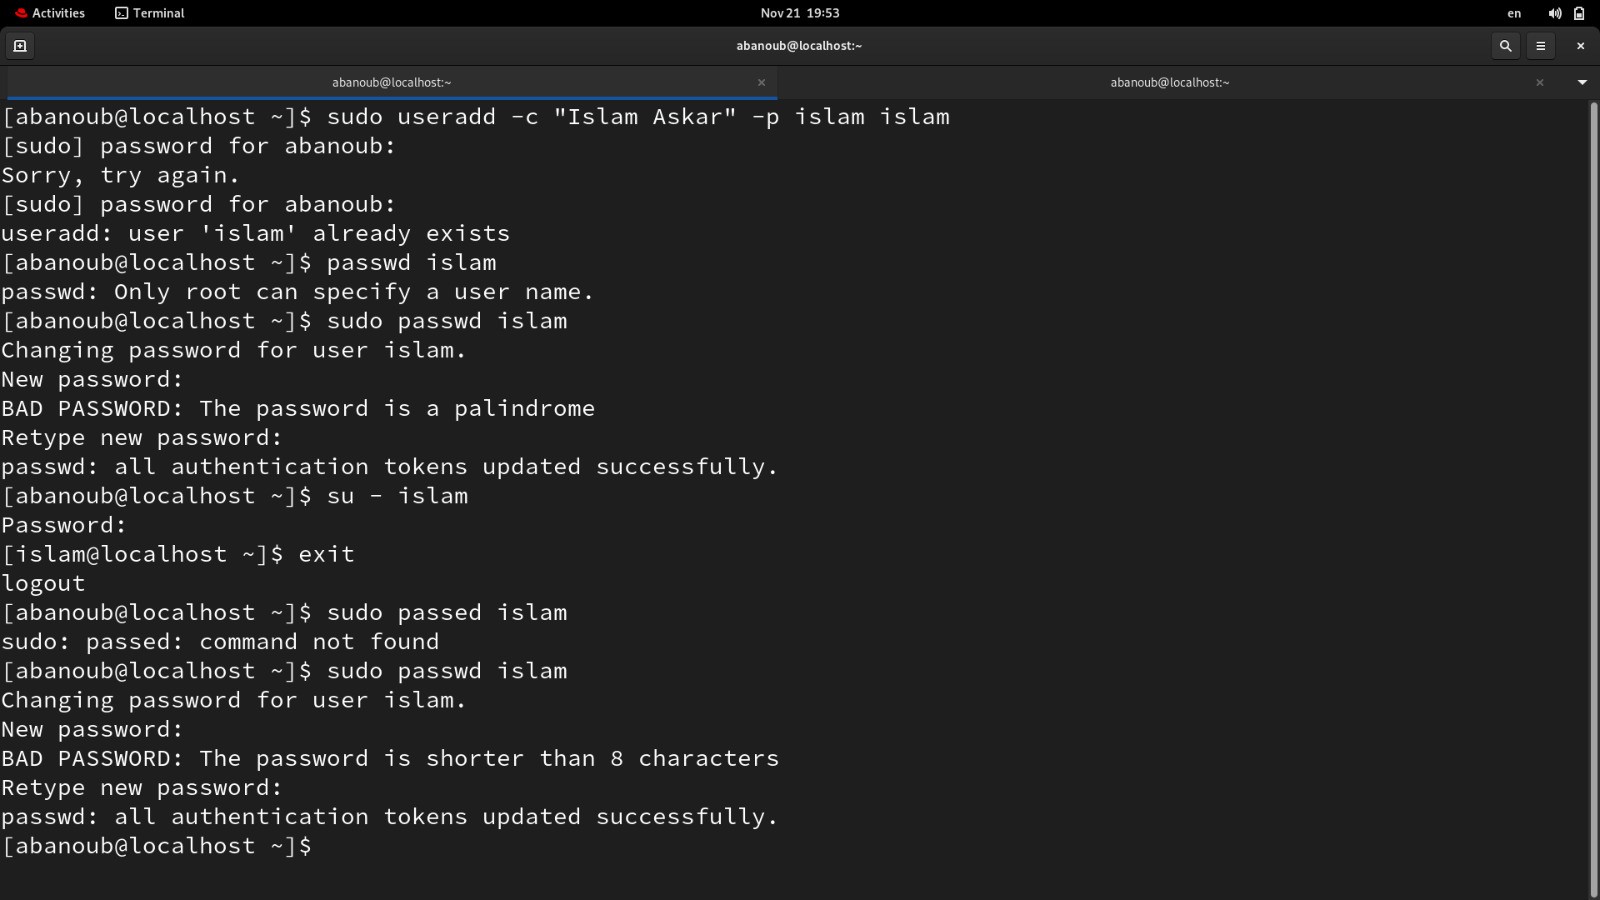 Activities Terminal Nov 21 19:53 en
abanoub@localhost:~
abanoub@localhost:~ × abanoub@localhost:~ ×
[abanoub@localhost ~]$ sudo useradd -c "Islam Askar" -p islam islam
[sudo] password for abanoub:
Sorry, try again.
[sudo] password for abanoub:
useradd: user 'islam' already exists
[abanoub@localhost ~]$ passwd islam
passwd: Only root can specify a user name.
[abanoub@localhost ~]$ sudo passwd islam
Changing password for user islam.
New password:
BAD PASSWORD: The password is a palindrome
Retype new password:
passwd: all authentication tokens updated successfully.
[abanoub@localhost ~]$ su - islam
Password:
[islam@localhost ~]$ exit
logout
[abanoub@localhost ~]$ sudo passed islam
sudo: passed: command not found
[abanoub@localhost ~]$ sudo passwd islam
Changing password for user islam.
New password:
BAD PASSWORD: The password is shorter than 8 characters
Retype new password:
passwd: all authentication tokens updated successfully.
[abanoub@localhost ~]$